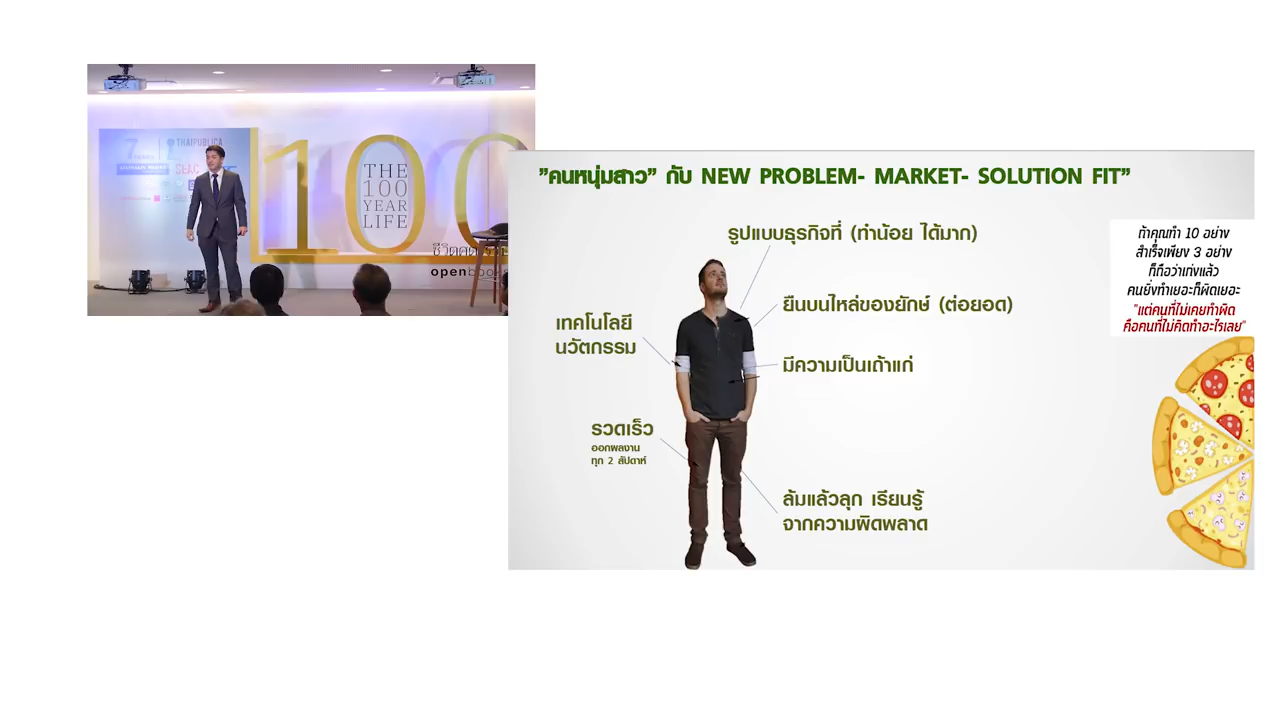 THAIPUBLICA
100
THE
100
YEAR
LIFE
openbooks
"คนหนุ่มสาว" กับ NEW PROBLEM- MARKET- SOLUTION FIT"
รูปแบบธุรกิจที่ (ทำน้อย ได้มาก)
ยืนบนไหล่ของยักษ์ (ต่อยอด)
เทคโนโลยี
นวัตกรรม
มีความเป็นเถ้าแก่
รวดเร็ว
ออกผลงาน
ทุก 2 สัปดาห์
ล้มแล้วลุก เรียนรู้
จากความผิดพลาด
ถ้าคุณทำ 10 อย่าง
สำเร็จเพียง 3 อย่าง
ก็ถือว่าเก่งแล้ว
คนยิ่งทำเยอะก็ผิดเยอะ
"แต่คนที่ไม่เคยทำผิด
คือคนที่ไม่คิดทำอะไรเลย"